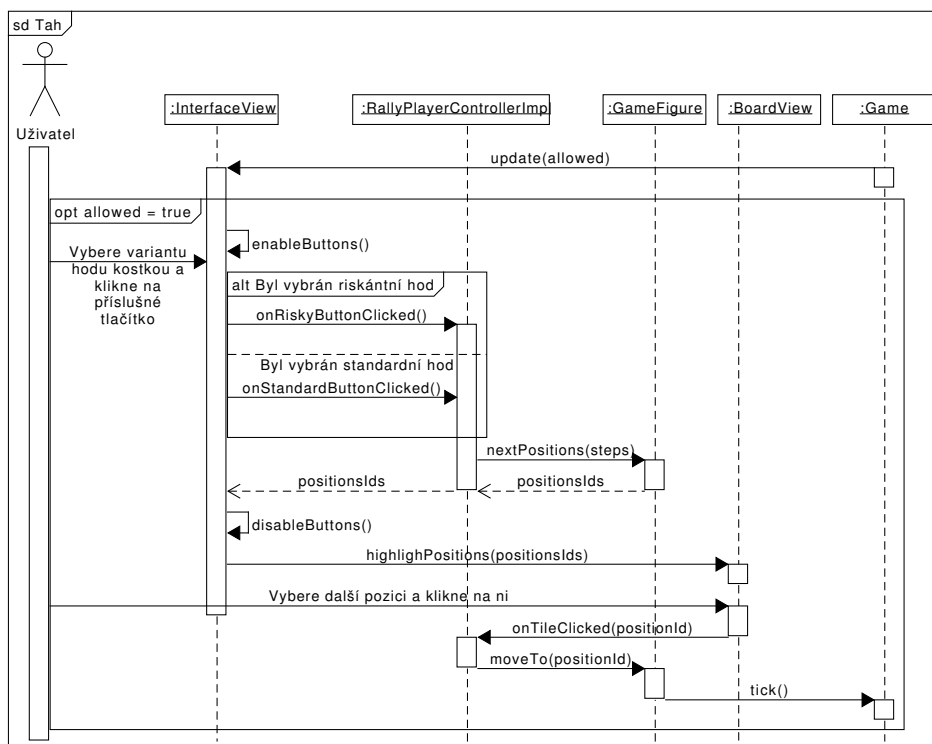 sd Tah
Uživatel
:InterfaceView
:RallyPlayerControllerImpl
:GameFigure
:BoardView
:Game
update(allowed)
opt allowed = true
enableButtons()
Vybere variantu
hodu kostkou a
klikne na
příslušné
tlačítko
alt Byl vybrán riskántní hod
onRiskyButtonClicked()
Byl vybrán standardní hod
onStandardButtonClicked()
nextPositions(steps)
positionsIds
positionsIds
disableButtons()
highlighPositions(positionsIds)
Vybere další pozici a klikne na ni
onTileClicked(positionId)
moveTo(positionId)
tick()